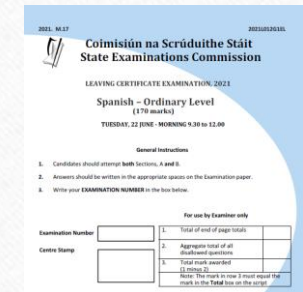 2021. M.17
2021L012G1EL
Coimisiún na Scrúduithe Stáit
State Examinations Commission
LEAVING CERTIFICATE EXAMINATION, 2021
Spanish – Ordinary Level
(170 marks)
TUESDAY, 22 JUNE - MORNING 9.30 to 12.00
General Instructions
1. Candidates should attempt both Sections, A and B.
2. Answers should be written in the appropriate spaces on the Examination paper.
3. Write your EXAMINATION NUMBER in the box below.
For use by Examiner only
Examination Number
1. Total of end of page totals
Centre Stamp
2. Aggregate total of all
disallowed questions
3. Total mark awarded
(1 minus 2)
Note: The mark in row 3 must equal the
mark in the Total box on the script